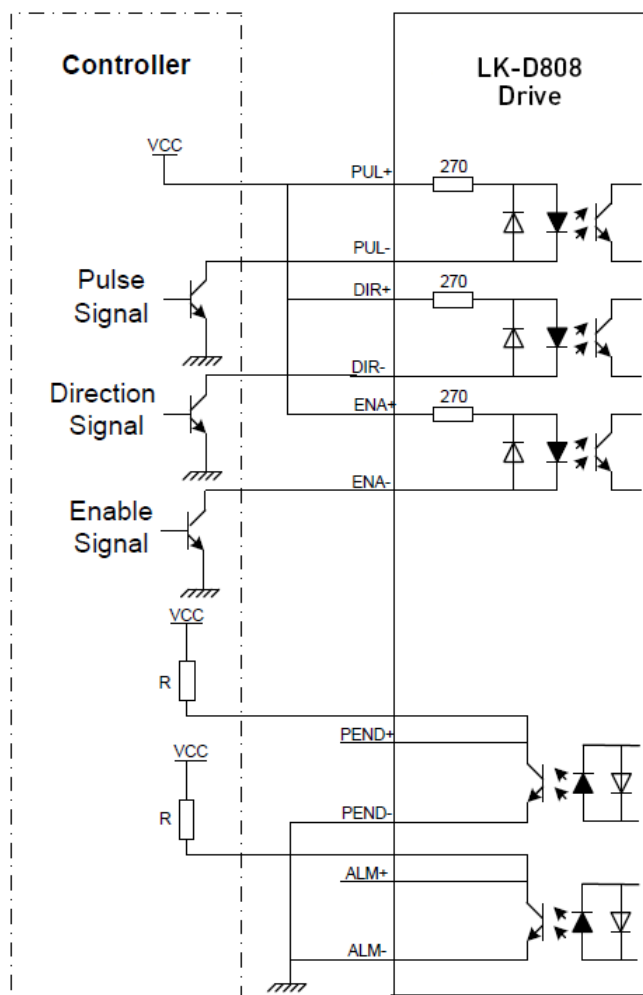 Controller
LK-D808
Drive
VCC
PUL+
270
PUL-
Pulse
Signal
DIR+
270
DIR-
Direction
Signal
ENA+
270
ENA-
Enable
Signal
VCC
R
PEND+
VCC
PEND-
R
ALM+
ALM-